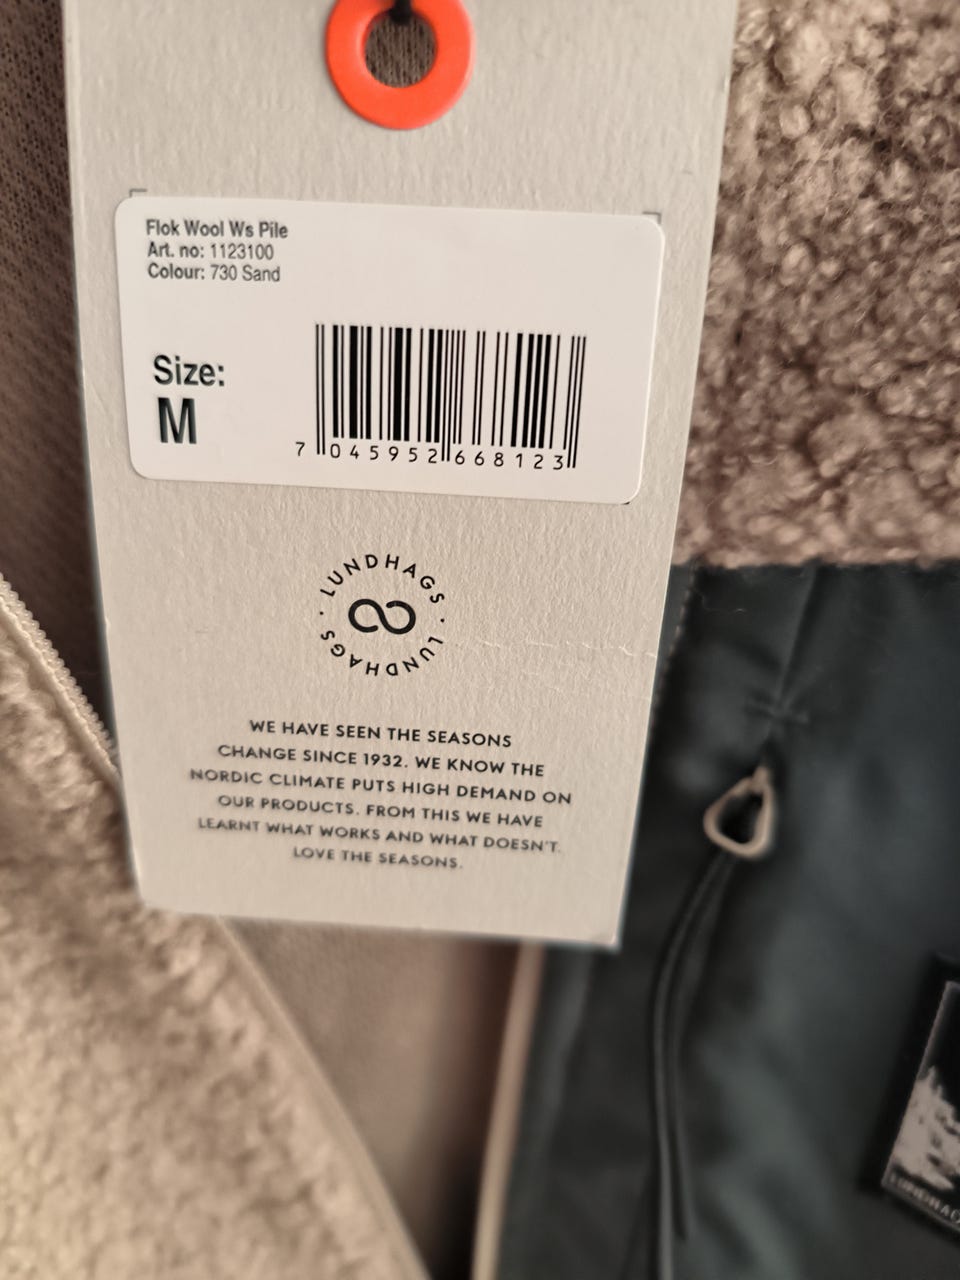 Flok Wool Ws Pile
Art. no: 1123100
Colour: 730 Sand
Size:
M
7 045952 668123
LUNDHAGS · LUNDHAGS ·
WE HAVE SEEN THE SEASONS
CHANGE SINCE 1932. WE KNOW THE
NORDIC CLIMATE PUTS HIGH DEMAND ON
OUR PRODUCTS. FROM THIS WE HAVE
LEARNT WHAT WORKS AND WHAT DOESN'T.
LOVE THE SEASONS.